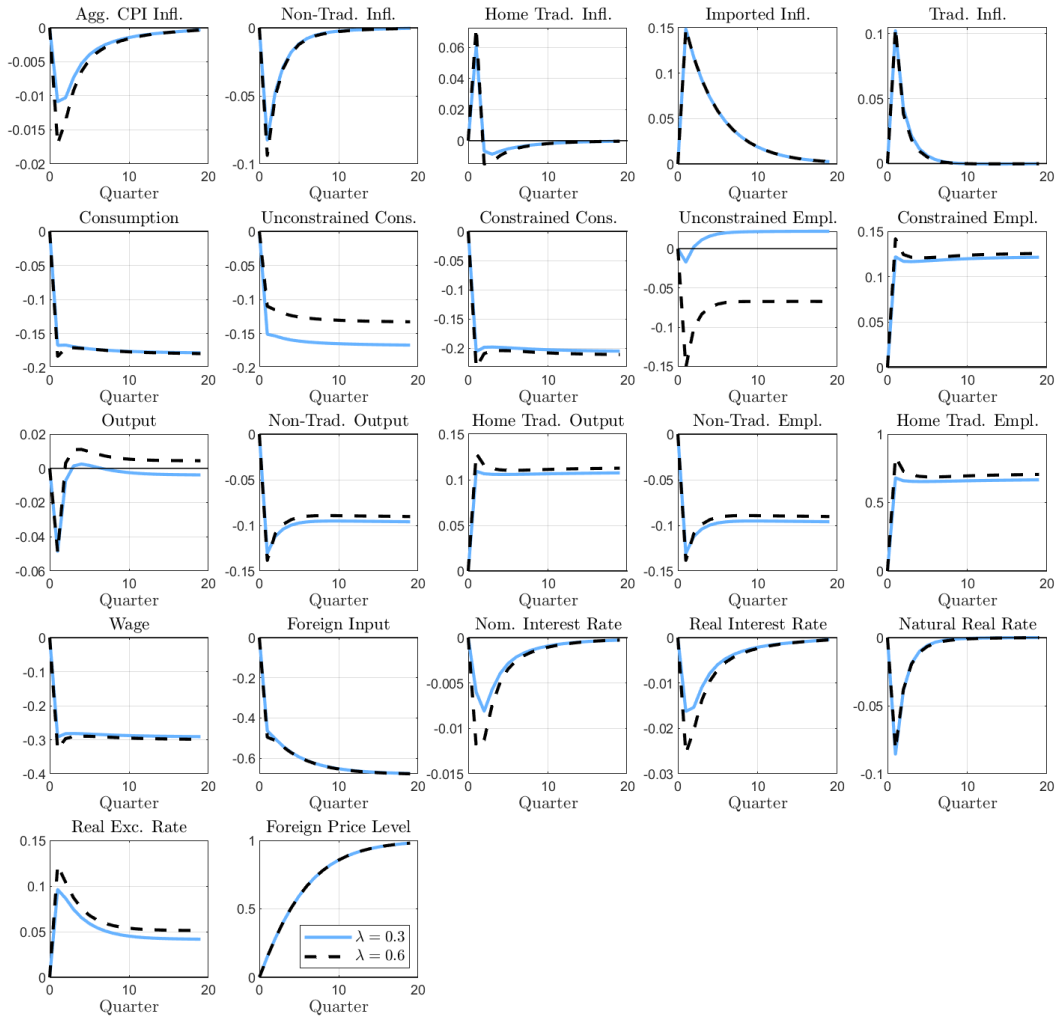 Agg. CPI Infl.
0
-0.005
-0.01
-0.015
-0.02
0 10 20
Quarter
Non-Trad. Infl.
0
-0.05
-0.1
0 10 20
Quarter
Home Trad. Infl.
0.06
0.04
0.02
0
0 10 20
Quarter
Imported Infl.
0.15
0.1
0.05
0
0 10 20
Quarter
Trad. Infl.
0.1
0.05
0
0 10 20
Quarter
Consumption
0
-0.05
-0.1
-0.15
-0.2
0 10 20
Quarter
Unconstrained Cons.
0
-0.05
-0.1
-0.15
-0.2
0 10 20
Quarter
Constrained Cons.
0
-0.05
-0.1
-0.15
-0.2
0 10 20
Quarter
Unconstrained Empl.
0
-0.05
-0.1
-0.15
0 10 20
Quarter
Constrained Empl.
0.15
0.1
0.05
0
0 10 20
Quarter
Output
0.02
0
-0.02
-0.04
-0.06
0 10 20
Quarter
Non-Trad. Output
0
-0.05
-0.1
-0.15
0 10 20
Quarter
Home Trad. Output
0.15
0.1
0.05
0
0 10 20
Quarter
Non-Trad. Empl.
0
-0.05
-0.1
-0.15
0 10 20
Quarter
Home Trad. Empl.
1
0.5
0
0 10 20
Quarter
Wage
0
-0.1
-0.2
-0.3
-0.4
0 10 20
Quarter
Foreign Input
0
-0.2
-0.4
-0.6
0 10 20
Quarter
Nom. Interest Rate
0
-0.005
-0.01
-0.015
0 10 20
Quarter
Real Interest Rate
0
-0.01
-0.02
-0.03
0 10 20
Quarter
Natural Real Rate
0
-0.05
-0.1
0 10 20
Quarter
Real Exc. Rate
0.15
0.1
0.05
0
0 10 20
Quarter
Foreign Price Level
1
0.5
0
λ = 0.3
λ = 0.6
0 10 20
Quarter